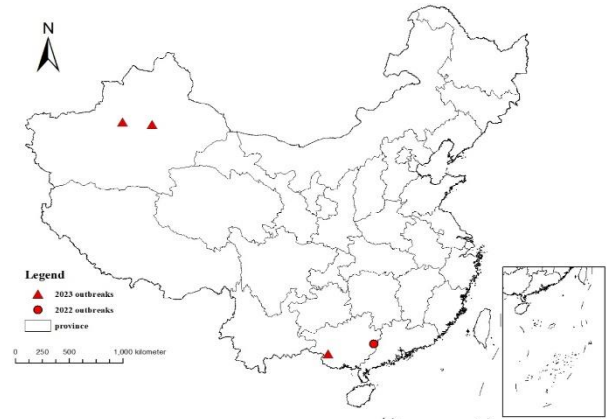 N
Legend
2023 outbreaks
2022 outbreaks
province
0 250 500 1,000 kilometer